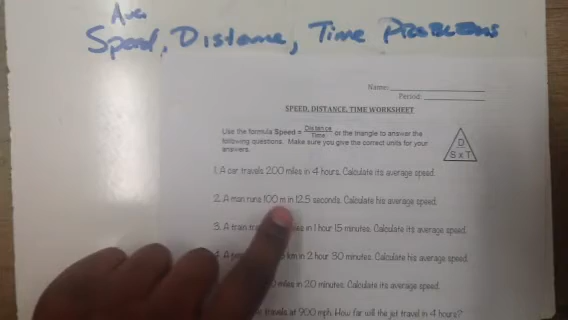 Ave
Speed, Distance, Time PROBLEMS
Name:
Period:
SPEED, DISTANCE, TIME WORKSHEET
Use the formula Speed = Distance / Time or the triangle to answer the
following questions. Make sure you give the correct units for your
answers.
D
S x T
1. A car travels 200 miles in 4 hours. Calculate its average speed.
2. A man runs 100 m in 12.5 seconds. Calculate his average speed.
3. A train in 1 hour 15 minutes. Calculate its average speed.
4. A km in 2 hour 30 minutes. Calculate his average speed.
miles in 20 minutes. Calculate its average speed.
travels at 900 mph. How far will the jet travel in 4 hours?